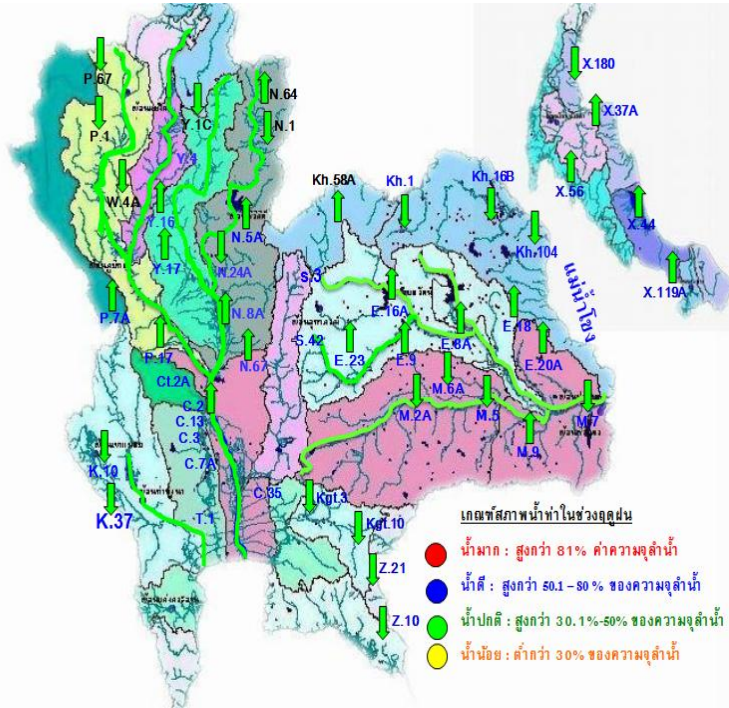 P.67
P.1
W.4A
Y.1C
Y.4
Y.16
Y.17
N.64
N.1
N.5A
N.24A
N.8A
N.67
P.7A
P.17
Ct.2A
C.2
C.13
C.3
C.7A
C.35
T.1
K.10
K.37
Kh.58A
Kh.1
Kh.16B
Kh.104
แม่น้ำโขง
S.3
S.42
E.16A
E.23
E.9
E.8A
E.18
E.20A
M.6A
M.2A
M.5
M.9
M.7
Kgt.3
Kgt.10
Z.21
Z.10
X.180
X.37A
X.56
X.44
X.119A
เกณฑ์สภาพน้ำท่าในช่วงฤดูฝน
น้ำมาก : สูงกว่า 81% ค่าความจุลำน้ำ
น้ำดี : สูงกว่า 50.1 – 80 % ของความจุลำน้ำ
น้ำปกติ : สูงกว่า 30.1%-50% ของความจุลำน้ำ
น้ำน้อย : ต่ำกว่า 30% ของความจุลำน้ำ